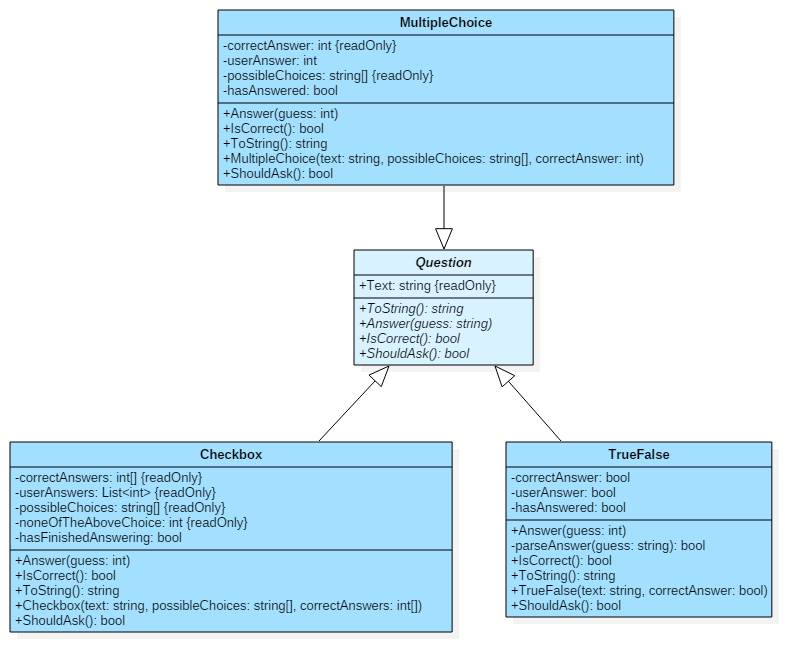 MultipleChoice
-correctAnswer: int {readOnly}
-userAnswer: int
-possibleChoices: string[] {readOnly}
-hasAnswered: bool
+Answer(guess: int)
+IsCorrect(): bool
+ToString(): string
+MultipleChoice(text: string, possibleChoices: string[], correctAnswer: int)
+ShouldAsk(): bool
Question
+Text: string {readOnly}
+ToString(): string
+Answer(guess: string)
+IsCorrect(): bool
+ShouldAsk(): bool
Checkbox
-correctAnswers: int[] {readOnly}
-userAnswers: List<int> {readOnly}
-possibleChoices: string[] {readOnly}
-noneOfTheAboveChoice: int {readOnly}
-hasFinishedAnswering: bool
+Answer(guess: int)
+IsCorrect(): bool
+ToString(): string
+Checkbox(text: string, possibleChoices: string[], correctAnswers: int[])
+ShouldAsk(): bool
TrueFalse
-correctAnswer: bool
-userAnswer: bool
-hasAnswered: bool
+Answer(guess: int)
-parseAnswer(guess: string): bool
+IsCorrect(): bool
+ToString(): string
+TrueFalse(text: string, correctAnswer: bool)
+ShouldAsk(): bool